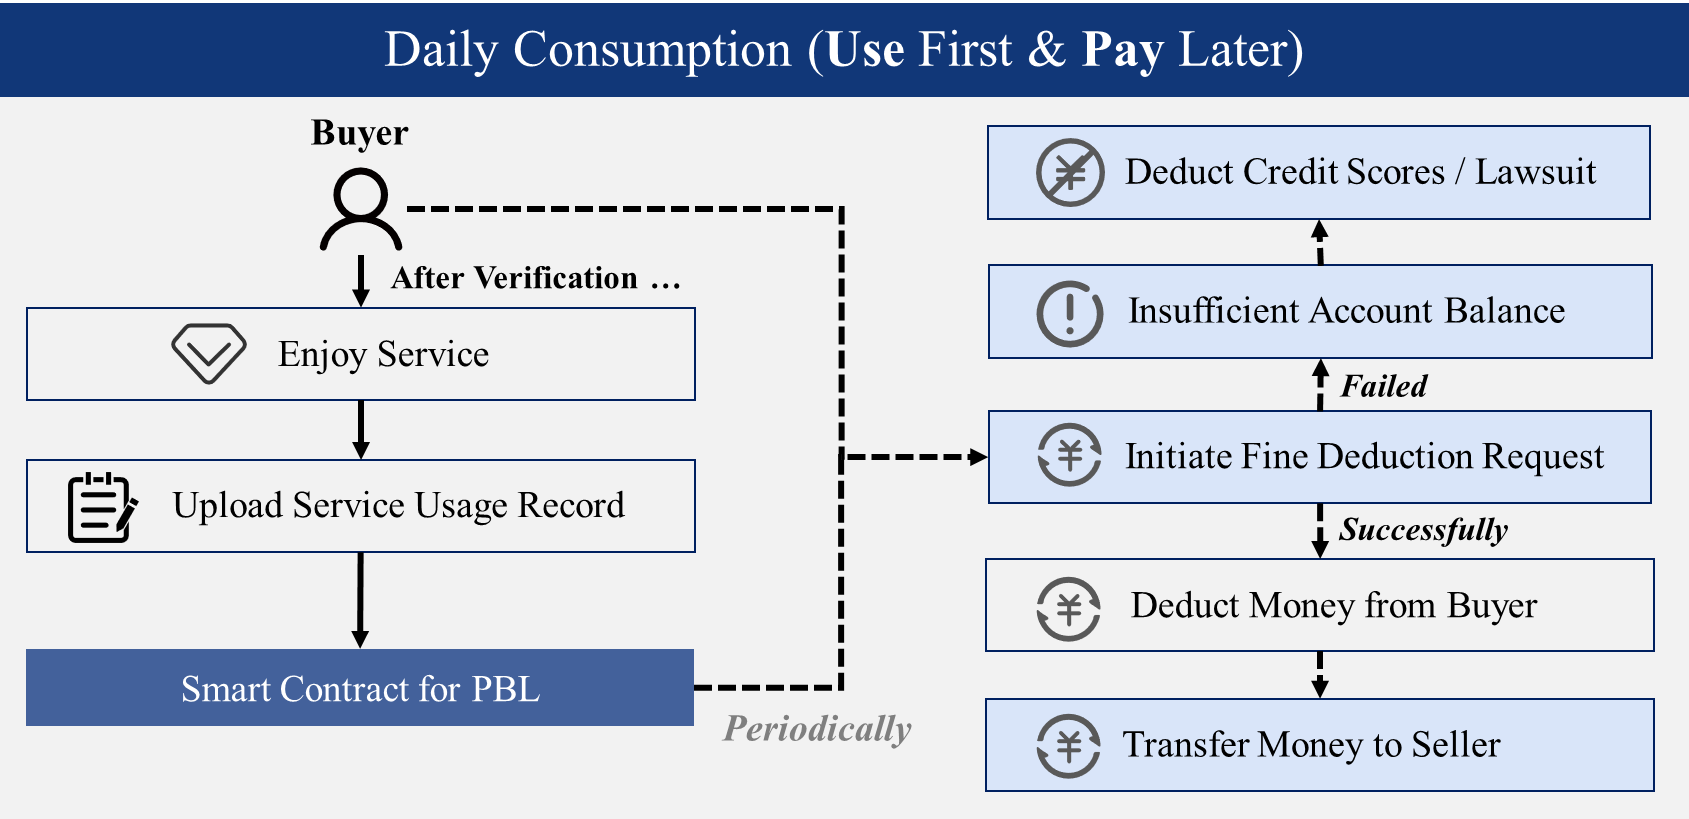 Daily Consumption (Use First & Pay Later)
Buyer
After Verification ...
Enjoy Service
Upload Service Usage Record
Smart Contract for PBL
Periodically
Deduct Credit Scores / Lawsuit
Insufficient Account Balance
Failed
Initiate Fine Deduction Request
Successfully
Deduct Money from Buyer
Transfer Money to Seller